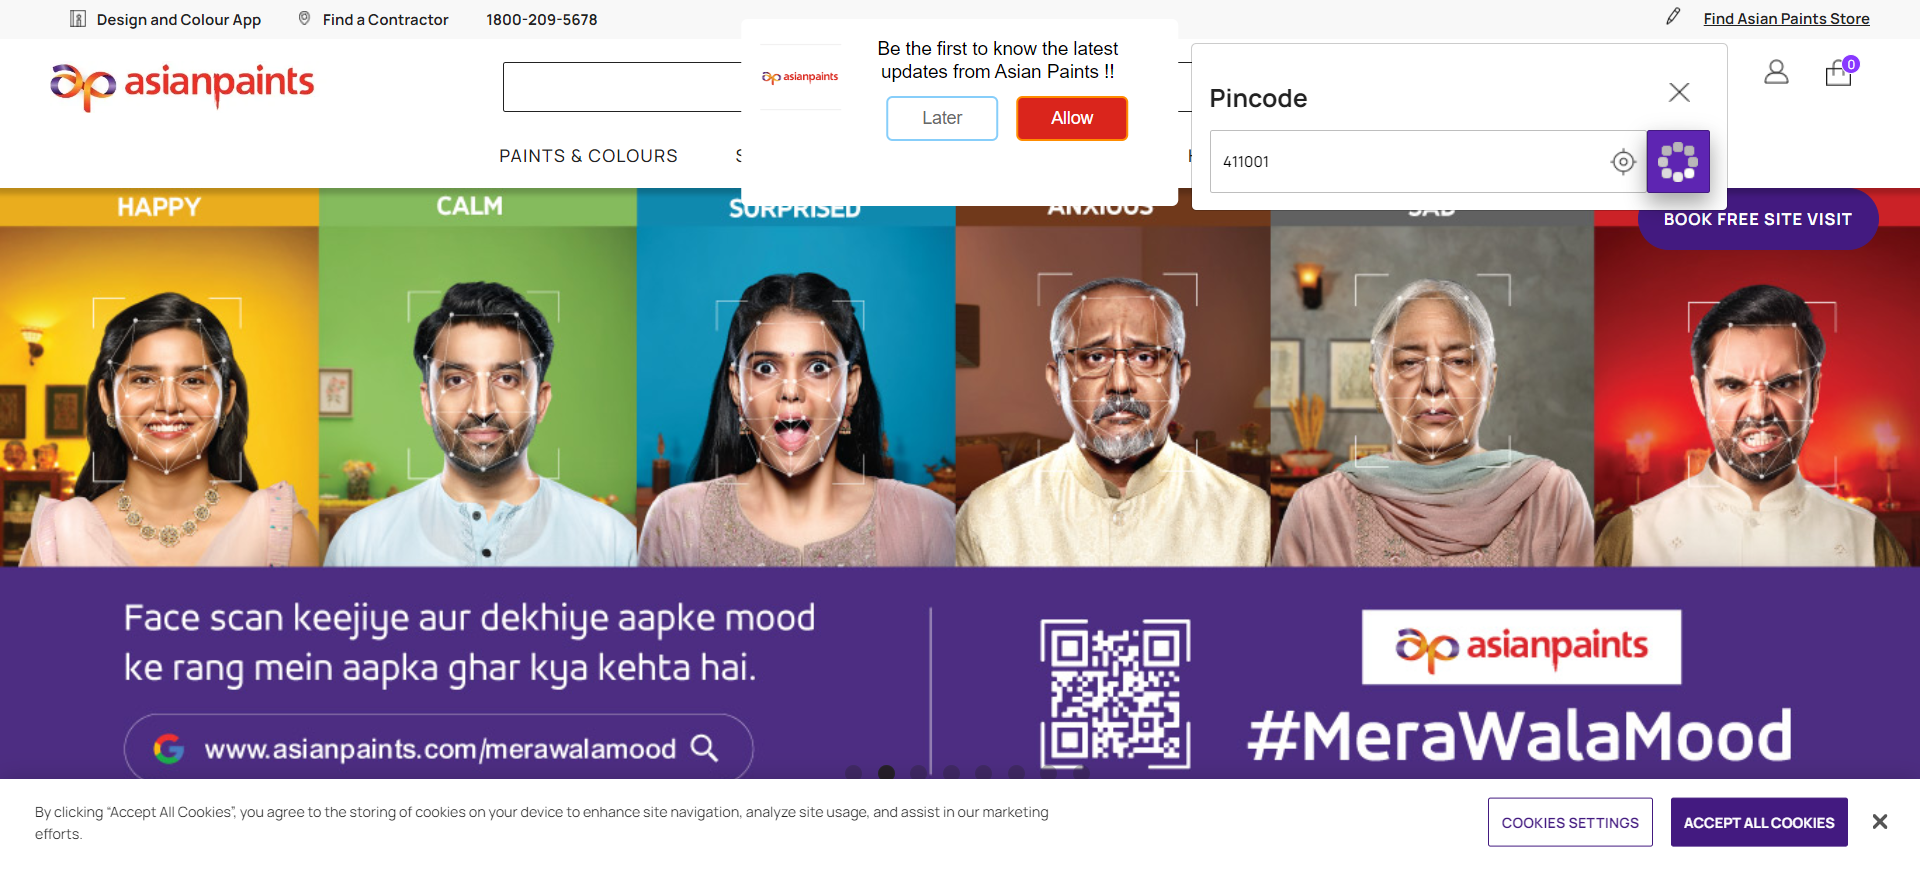 Design and Colour App
Find a Contractor
1800-209-5678
Find Asian Paints Store
asianpaints
asianpaints
Be the first to know the latest
updates from Asian Paints !!
Later
Allow
Pincode
411001
0
PAINTS & COLOURS
BOOK FREE SITE VISIT
HAPPY
CALM
SURPRISED
ANXIOUS
SAD
Face scan keejiye aur dekhiye aapke mood
ke rang mein aapka ghar kya kehta hai.
www.asianpaints.com/merawalamood
asianpaints
#MeraWalaMood
By clicking “Accept All Cookies”, you agree to the storing of cookies on your device to enhance site navigation, analyze site usage, and assist in our marketing
efforts.
COOKIES SETTINGS
ACCEPT ALL COOKIES